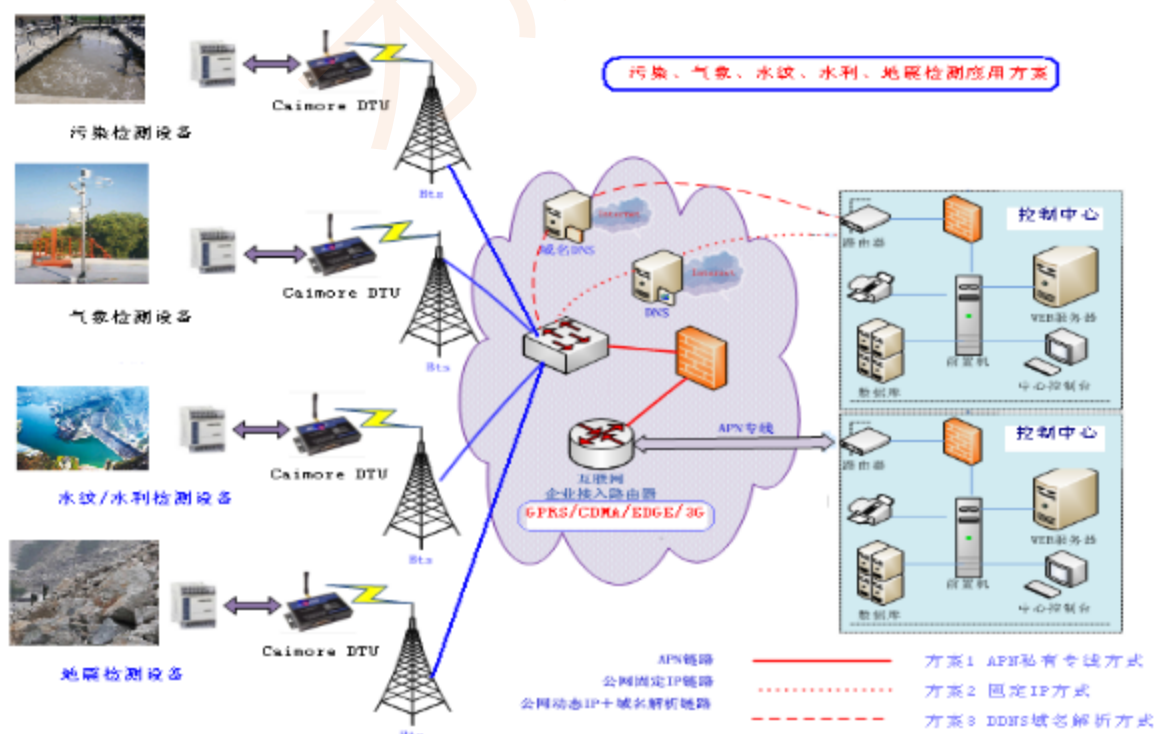 污染、气象、水纹、水利、地震检测应用方案
Caimore DTU
污染检测设备
Bts
Caimore DTU
气象检测设备
Bts
Caimore DTU
水纹/水利检测设备
Bts
Caimore DTU
地震检测设备
Bts
Internet
域名DNS
Internet
DNS
互联网
企业接入路由器
GPRS/CDMA/EDGE/3G
APN专线
控制中心
路由器
WEB服务器
前置机
数据库
中心控制台
控制中心
路由器
WEB服务器
前置机
数据库
中心控制台
APN链路
方案1 APN私有专线方式
公网固定IP链路
方案2 固定IP方式
公网动态IP+域名解析链路
方案3 DDNS域名解析方式